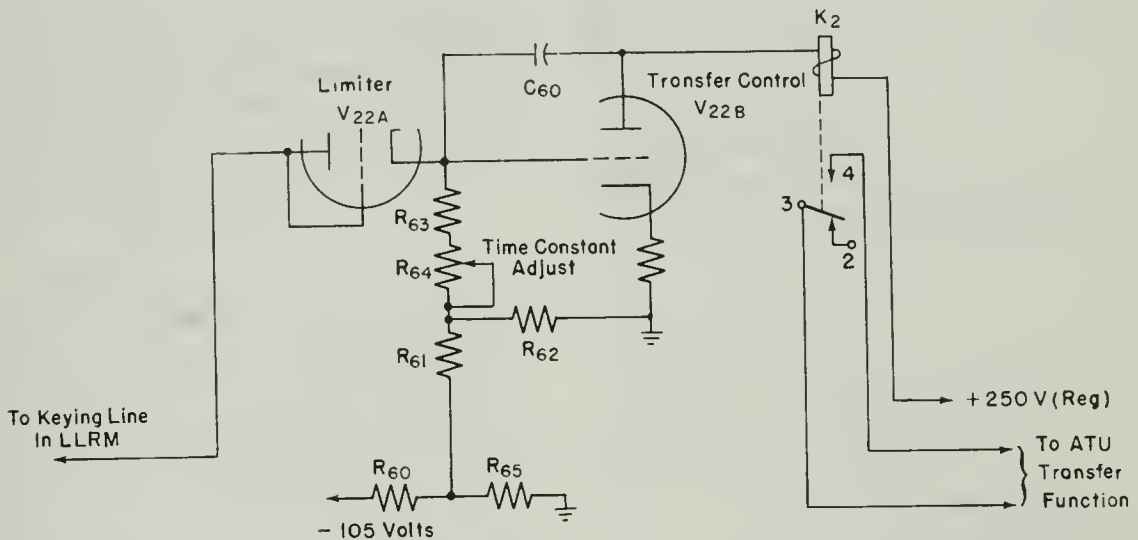 K2
Limiter
V22A
C60
Transfer Control
V22B
4
3
2
R63
R64
Time Constant
Adjust
R62
R61
To Keying Line
In LLRM
+250 V (Reg)
R60
R65
To ATU
Transfer
Function
- 105 Volts